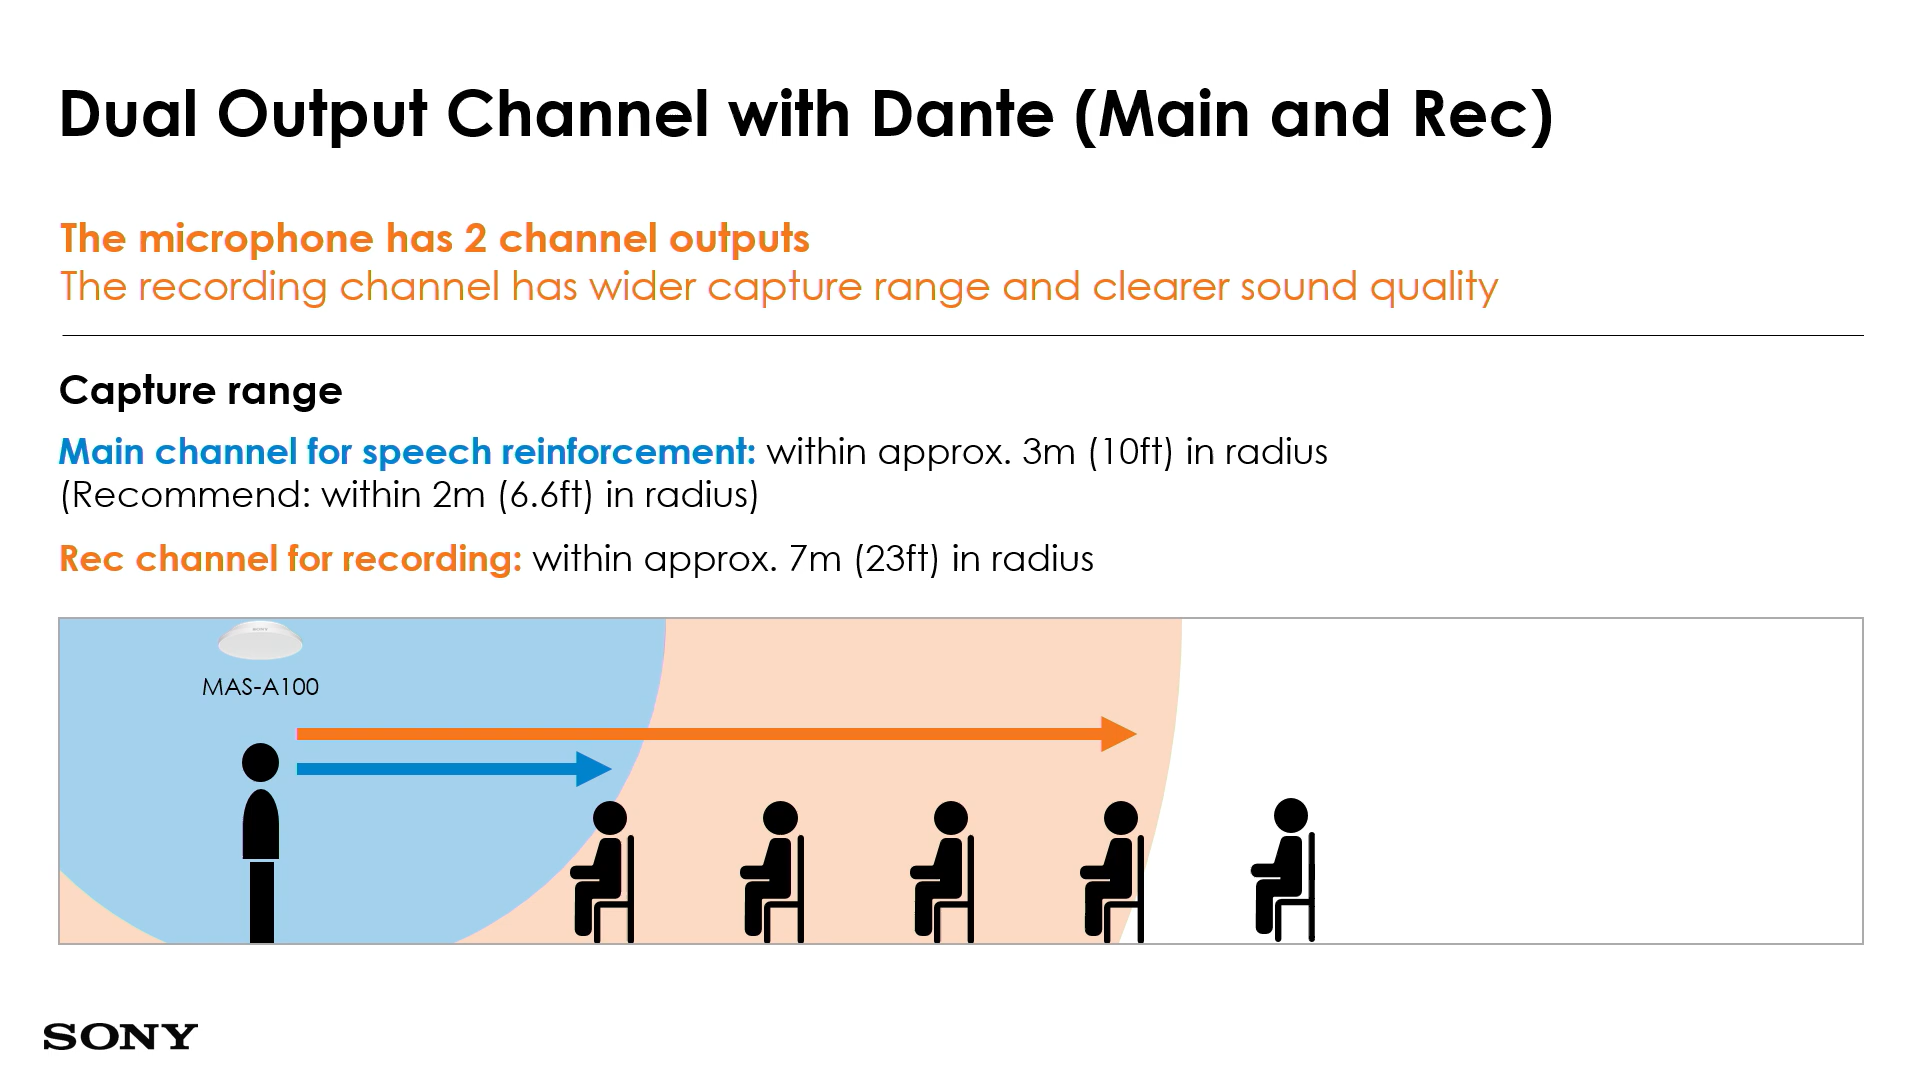 Dual Output Channel with Dante (Main and Rec)
The microphone has 2 channel outputs
The recording channel has wider capture range and clearer sound quality
Capture range
Main channel for speech reinforcement: within approx. 3m (10ft) in radius
(Recommend: within 2m (6.6ft) in radius)
Rec channel for recording: within approx. 7m (23ft) in radius
SONY
MAS-A100
SONY